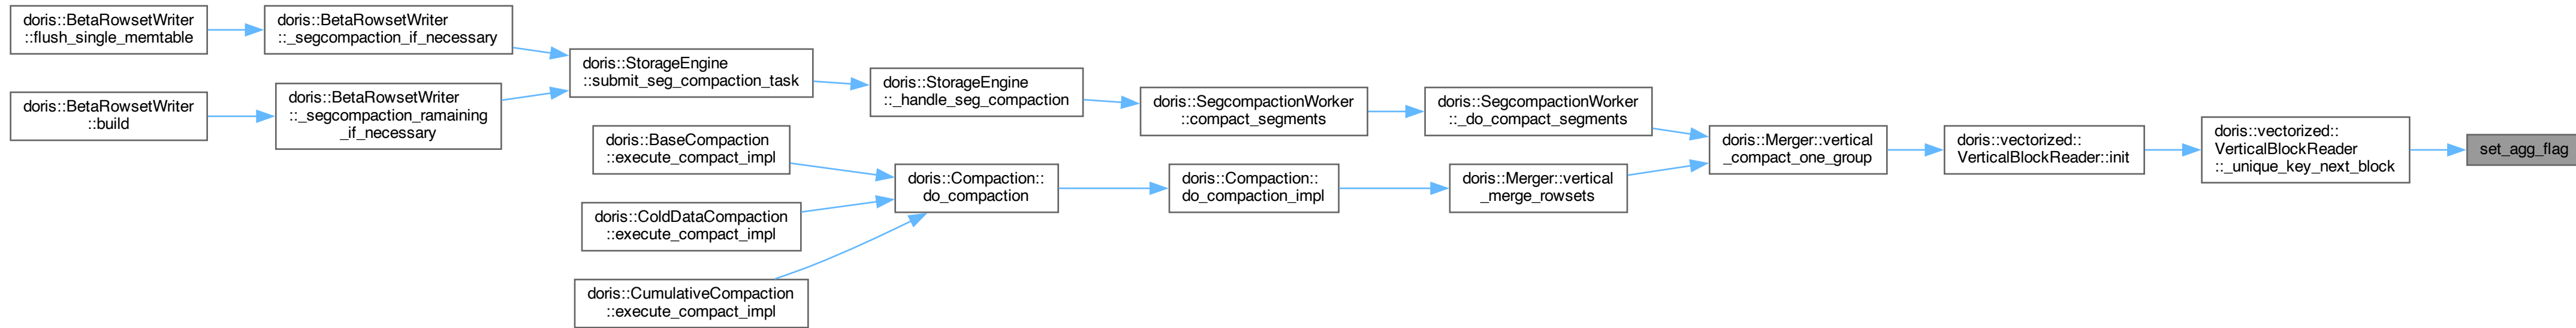 doris::BetaRowsetWriter
::flush_single_memtable
doris::BetaRowsetWriter
::_segcompaction_if_necessary
doris::BetaRowsetWriter
::build
doris::BetaRowsetWriter
::_segcompaction_ramaining
_if_necessary
doris::StorageEngine
::submit_seg_compaction_task
doris::StorageEngine
::_handle_seg_compaction
doris::SegcompactionWorker
::compact_segments
doris::SegcompactionWorker
::_do_compact_segments
doris::BaseCompaction
::execute_compact_impl
doris::ColdDataCompaction
::execute_compact_impl
doris::CumulativeCompaction
::execute_compact_impl
doris::Compaction::
do_compaction
doris::Compaction::
do_compaction_impl
doris::Merger::vertical
_merge_rowsets
doris::Merger::vertical
_compact_one_group
doris::vectorized::
VerticalBlockReader::init
doris::vectorized::
VerticalBlockReader
::_unique_key_next_block
set_agg_flag